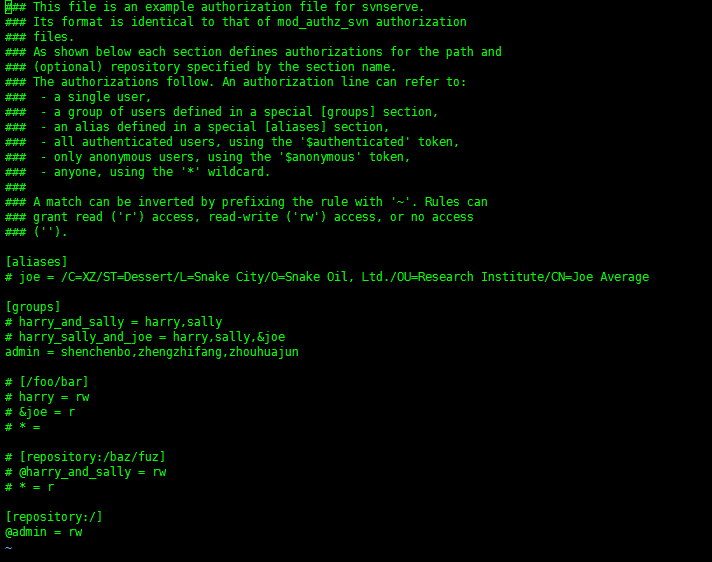 ### This file is an example authorization file for svnserve.
### Its format is identical to that of mod_authz_svn authorization
### files.
### As shown below each section defines authorizations for the path and
### (optional) repository specified by the section name.
### The authorizations follow. An authorization line can refer to:
###  - a single user,
###  - a group of users defined in a special [groups] section,
###  - an alias defined in a special [aliases] section,
###  - all authenticated users, using the '$authenticated' token,
###  - only anonymous users, using the '$anonymous' token,
###  - anyone, using the '*' wildcard.
###
### A match can be inverted by prefixing the rule with '~'. Rules can
### grant read ('r') access, read-write ('rw') access, or no access
### ('').

[aliases]
# joe = /C=XZ/ST=Dessert/L=Snake City/O=Snake Oil, Ltd./OU=Research Institute/CN=Joe Average

[groups]
# harry_and_sally = harry,sally
# harry_sally_and_joe = harry,sally,&joe
admin = shenchenbo,zhengzhifang,zhouhuajun

# [/foo/bar]
# harry = rw
# &joe = r
# * =

# [repository:/baz/fuz]
# @harry_and_sally = rw
# * = r

[repository:/]
@admin = rw
~